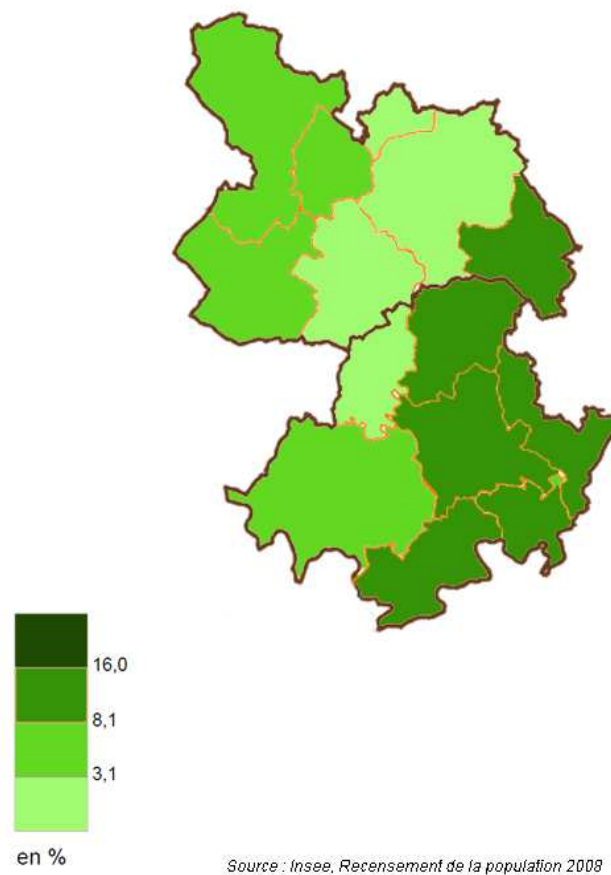 16,0
8,1
3,1
en %
Source : Insee, Recensement de la population 2008